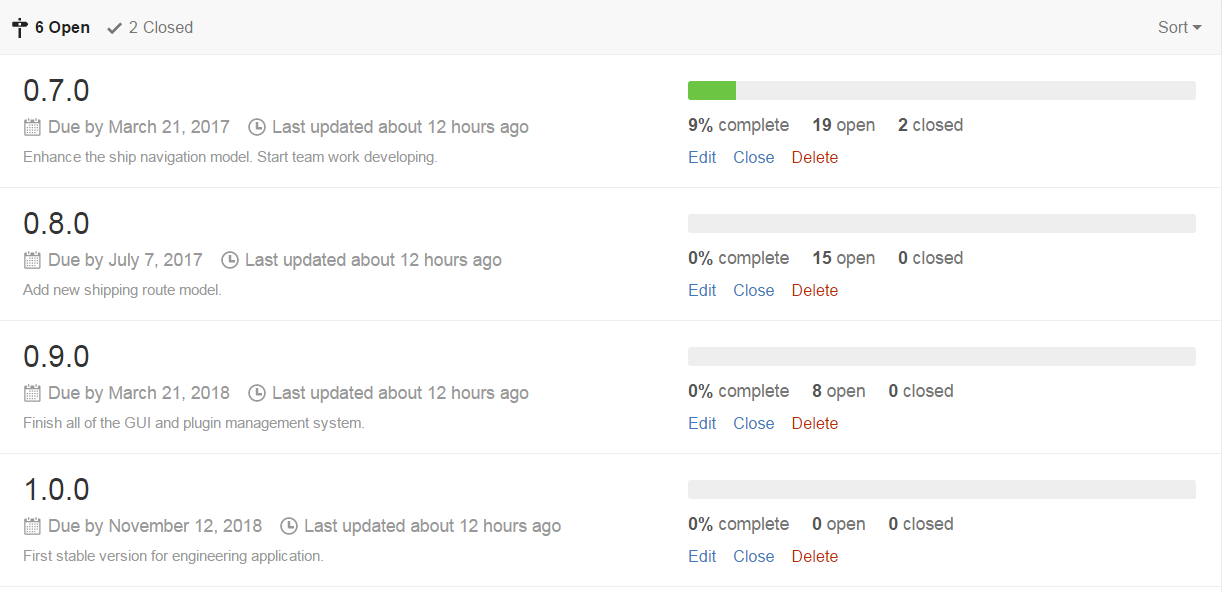 6 Open 2 Closed Sort
0.7.0
Due by March 21, 2017 Last updated about 12 hours ago
Enhance the ship navigation model. Start team work developing.
9% complete 19 open 2 closed
Edit Close Delete
0.8.0
Due by July 7, 2017 Last updated about 12 hours ago
Add new shipping route model.
0% complete 15 open 0 closed
Edit Close Delete
0.9.0
Due by March 21, 2018 Last updated about 12 hours ago
Finish all of the GUI and plugin management system.
0% complete 8 open 0 closed
Edit Close Delete
1.0.0
Due by November 12, 2018 Last updated about 12 hours ago
First stable version for engineering application.
0% complete 0 open 0 closed
Edit Close Delete